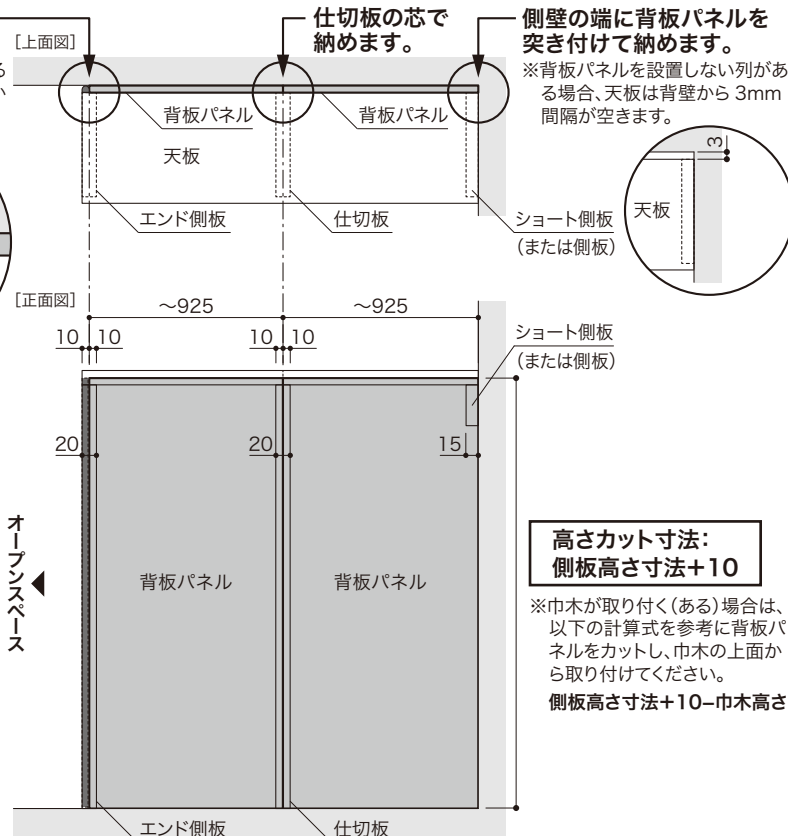 仕切板の芯で
納めます。
側壁の端に背板パネルを
突き付けて納めます。
※背板パネルを設置しない列があ
る場合、天板は背壁から3mm
間隔が空きます。
[上面図]
る
か
背板パネル
背板パネル
天板
エンド側板
仕切板
ショート側板
(または側板)
3
天板
[正面図]
～925
～925
10
10
10
10
ショート側板
(または側板)
20
20
15
オープンスペース
背板パネル
背板パネル
高さカット寸法:
側板高さ寸法+10
※巾木が取り付く(ある)場合は、
以下の計算式を参考に背板パ
ネルをカットし、巾木の上面か
ら取り付けてください。
側板高さ寸法+10–巾木高さ
エンド側板
仕切板